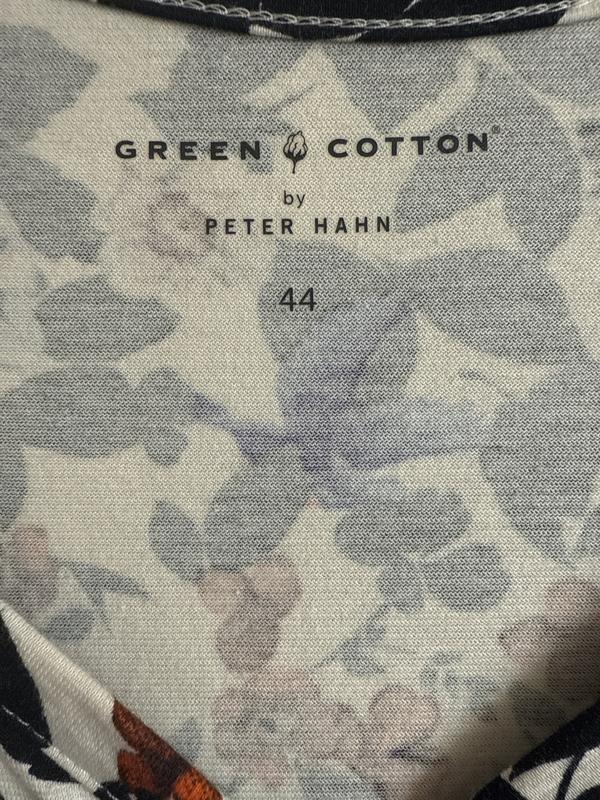 GREEN COTTON®
by
PETER HAHN
44